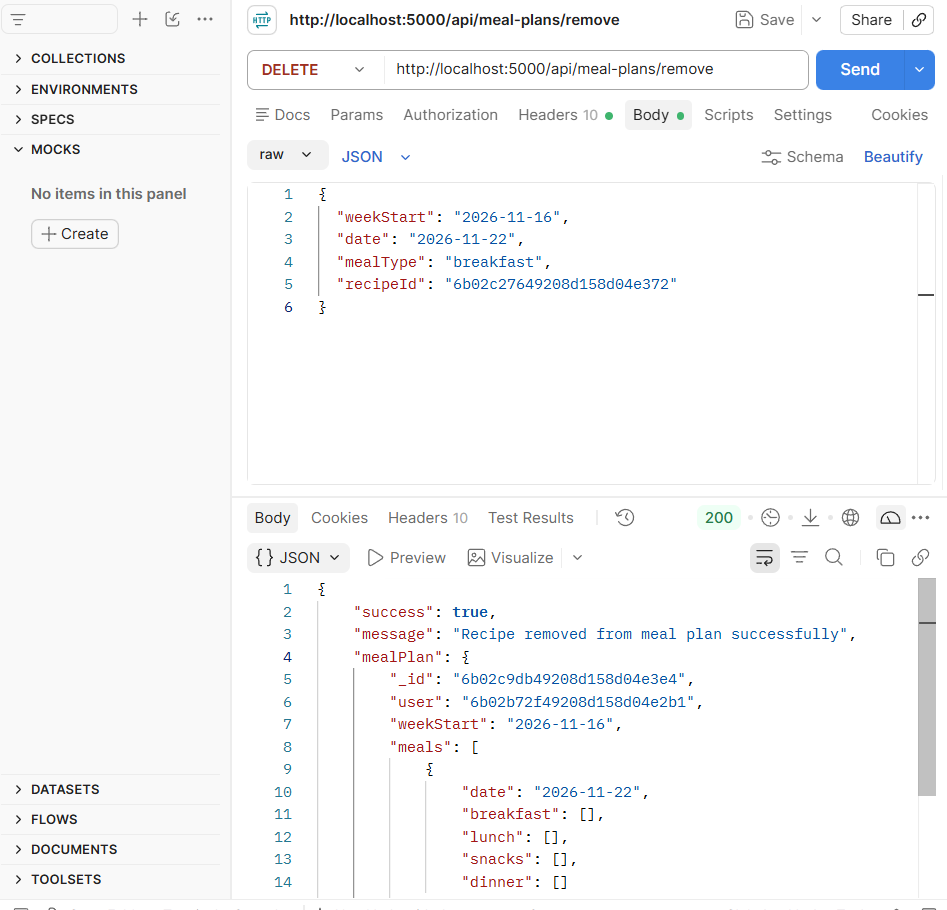 HTTP http://localhost:5000/api/meal-plans/remove Save Share
DELETE http://localhost:5000/api/meal-plans/remove Send
Docs Params Authorization Headers 10 Body Scripts Settings Cookies
raw JSON Schema Beautify
1 {
2 "weekStart": "2026-11-16",
3 "date": "2026-11-22",
4 "mealType": "breakfast",
5 "recipeId": "6b02c27649208d158d04e372"
6 }
COLLECTIONS
ENVIRONMENTS
SPECS
MOCKS
No items in this panel
Create
DATASETS
FLOWS
DOCUMENTS
TOOLSETS
Body Cookies Headers 10 Test Results 200
{} JSON Preview Visualize
1 {
2 "success": true,
3 "message": "Recipe removed from meal plan successfully",
4 "mealPlan": {
5 "_id": "6b02c9db49208d158d04e3e4",
6 "user": "6b02b72f49208d158d04e2b1",
7 "weekStart": "2026-11-16",
8 "meals": [
9 {
10 "date": "2026-11-22",
11 "breakfast": [],
12 "lunch": [],
13 "snacks": [],
14 "dinner": []